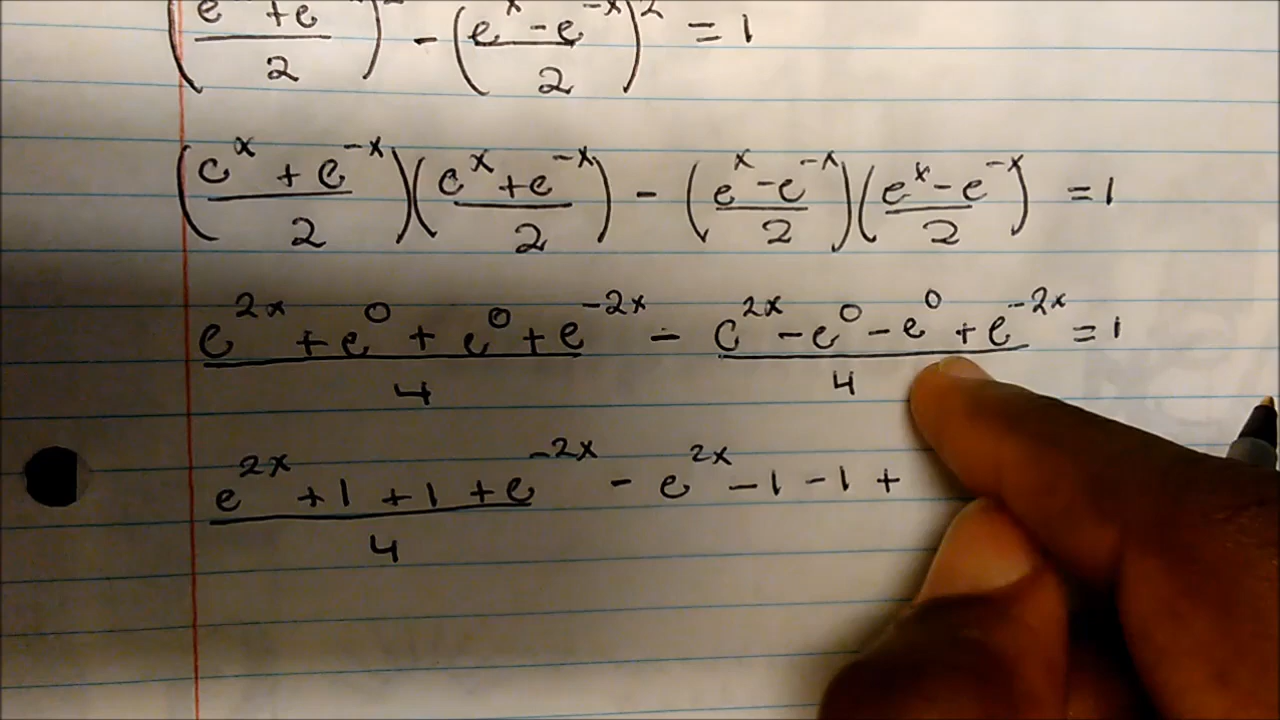 (e^x + e^-x / 2)^2 - (e^x - e^-x / 2)^2 = 1
(e^x + e^-x / 2)(e^x + e^-x / 2) - (e^x - e^-x / 2)(e^x - e^-x / 2) = 1
e^2x + e^0 + e^0 + e^-2x / 4 - e^2x - e^0 - e^0 + e^-2x / 4 = 1
e^2x + 1 + 1 + e^-2x / 4 - e^2x - 1 - 1 +